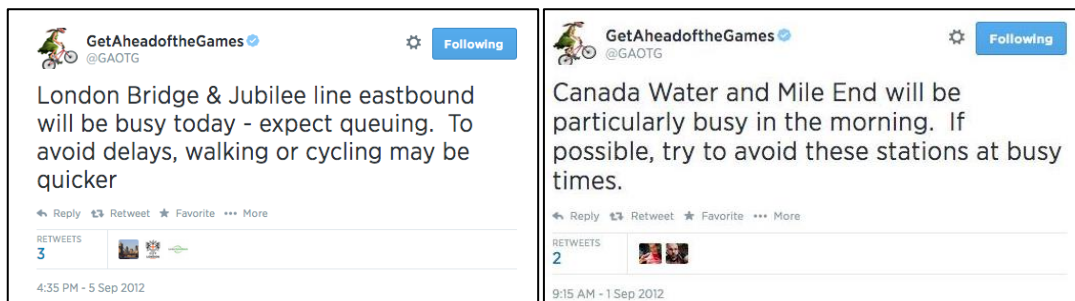 GetAheadoftheGames
@GAOTG
Following
London Bridge & Jubilee line eastbound
will be busy today - expect queuing. To
avoid delays, walking or cycling may be
quicker
Reply Retweet Favorite More
RETWEETS
3
4:35 PM - 5 Sep 2012
GetAheadoftheGames
@GAOTG
Following
Canada Water and Mile End will be
particularly busy in the morning. If
possible, try to avoid these stations at busy
times.
Reply Retweet Favorite More
RETWEETS
2
9:15 AM - 1 Sep 2012